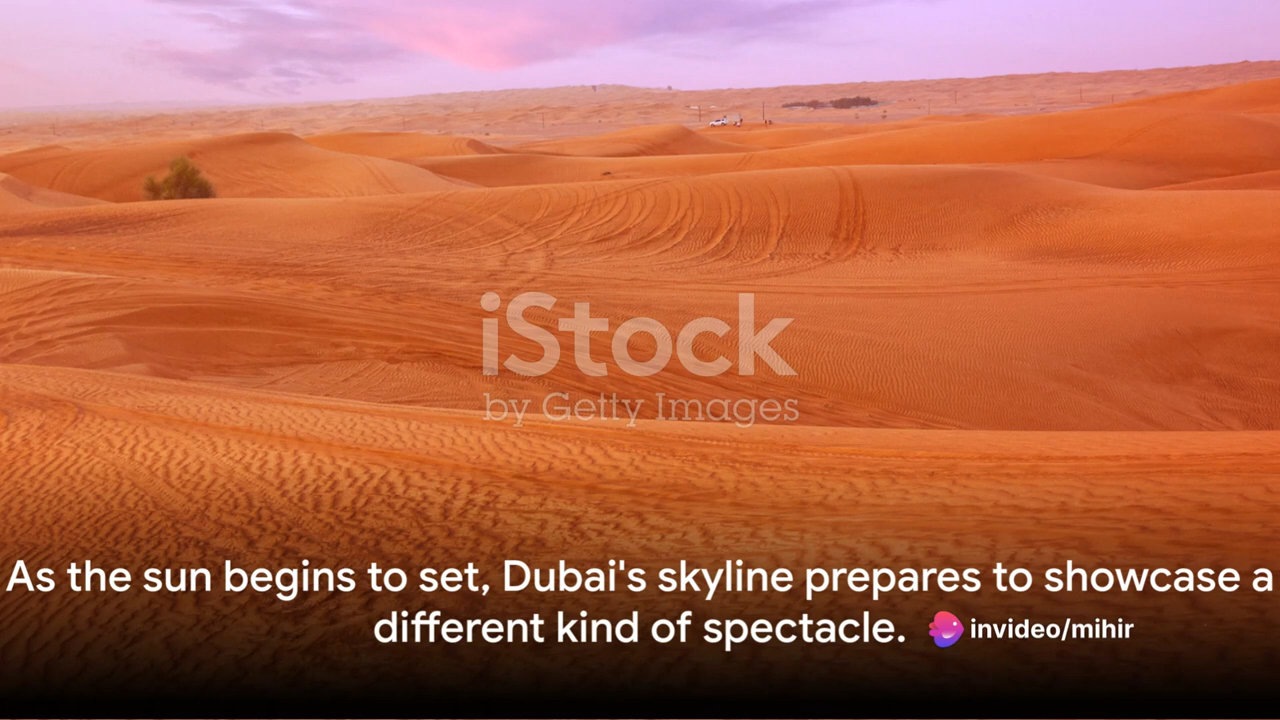 iStock
by Getty Images
As the sun begins to set, Dubai's skyline prepares to showcase a
different kind of spectacle.
invideo/mihir